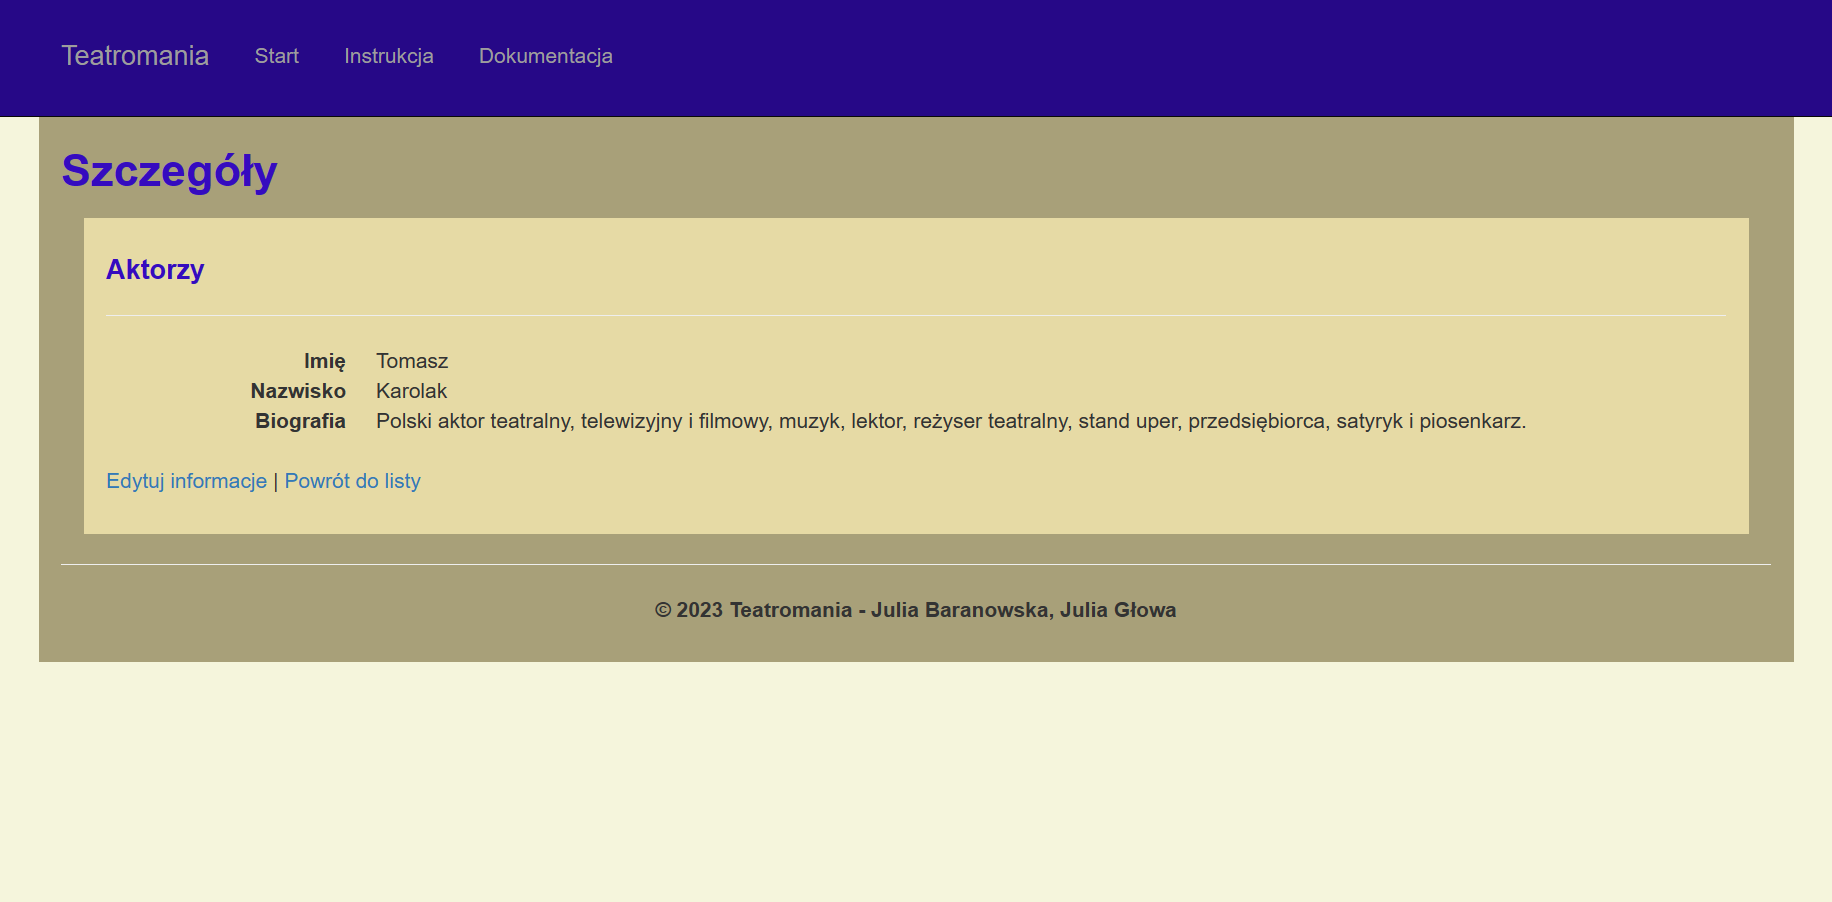 Teatromania Start Instrukcja Dokumentacja
Szczegóły
Aktorzy
Imię Tomasz
Nazwisko Karolak
Biografia Polski aktor teatralny, telewizyjny i filmowy, muzyk, lektor, reżyser teatralny, stand uper, przedsiębiorca, satyryk i piosenkarz.
Edytuj informacje | Powrót do listy
© 2023 Teatromania - Julia Baranowska, Julia Głowa